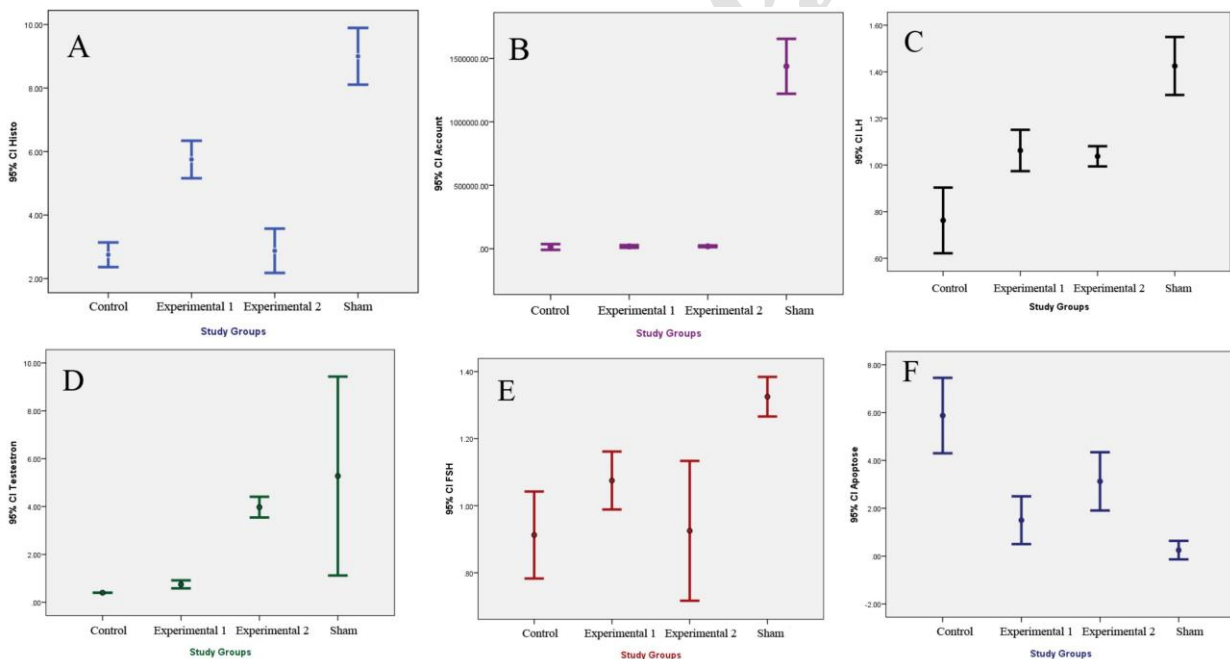 A
95% CI Histo
10.00
8.00
6.00
4.00
2.00
Control Experimental 1 Experimental 2 Sham
Study Groups
B
95% CI Account
1500000.00
1000000.00
500000.00
.00
Control Experimental 1 Experimental 2 Sham
Study Groups
C
95% CI LH
1.60
1.40
1.20
1.00
.80
.60
Control Experimental 1 Experimental 2 Sham
Study Groups
D
95% CI Testestron
10.00
8.00
6.00
4.00
2.00
.00
Control Experimental 1 Experimental 2 Sham
Study Groups
E
95% CI FSH
1.40
1.20
1.00
.80
Control Experimental 1 Experimental 2 Sham
Study Groups
F
95% CI Apoptose
8.00
6.00
4.00
2.00
.00
-2.00
Control Experimental 1 Experimental 2 Sham
Study Groups